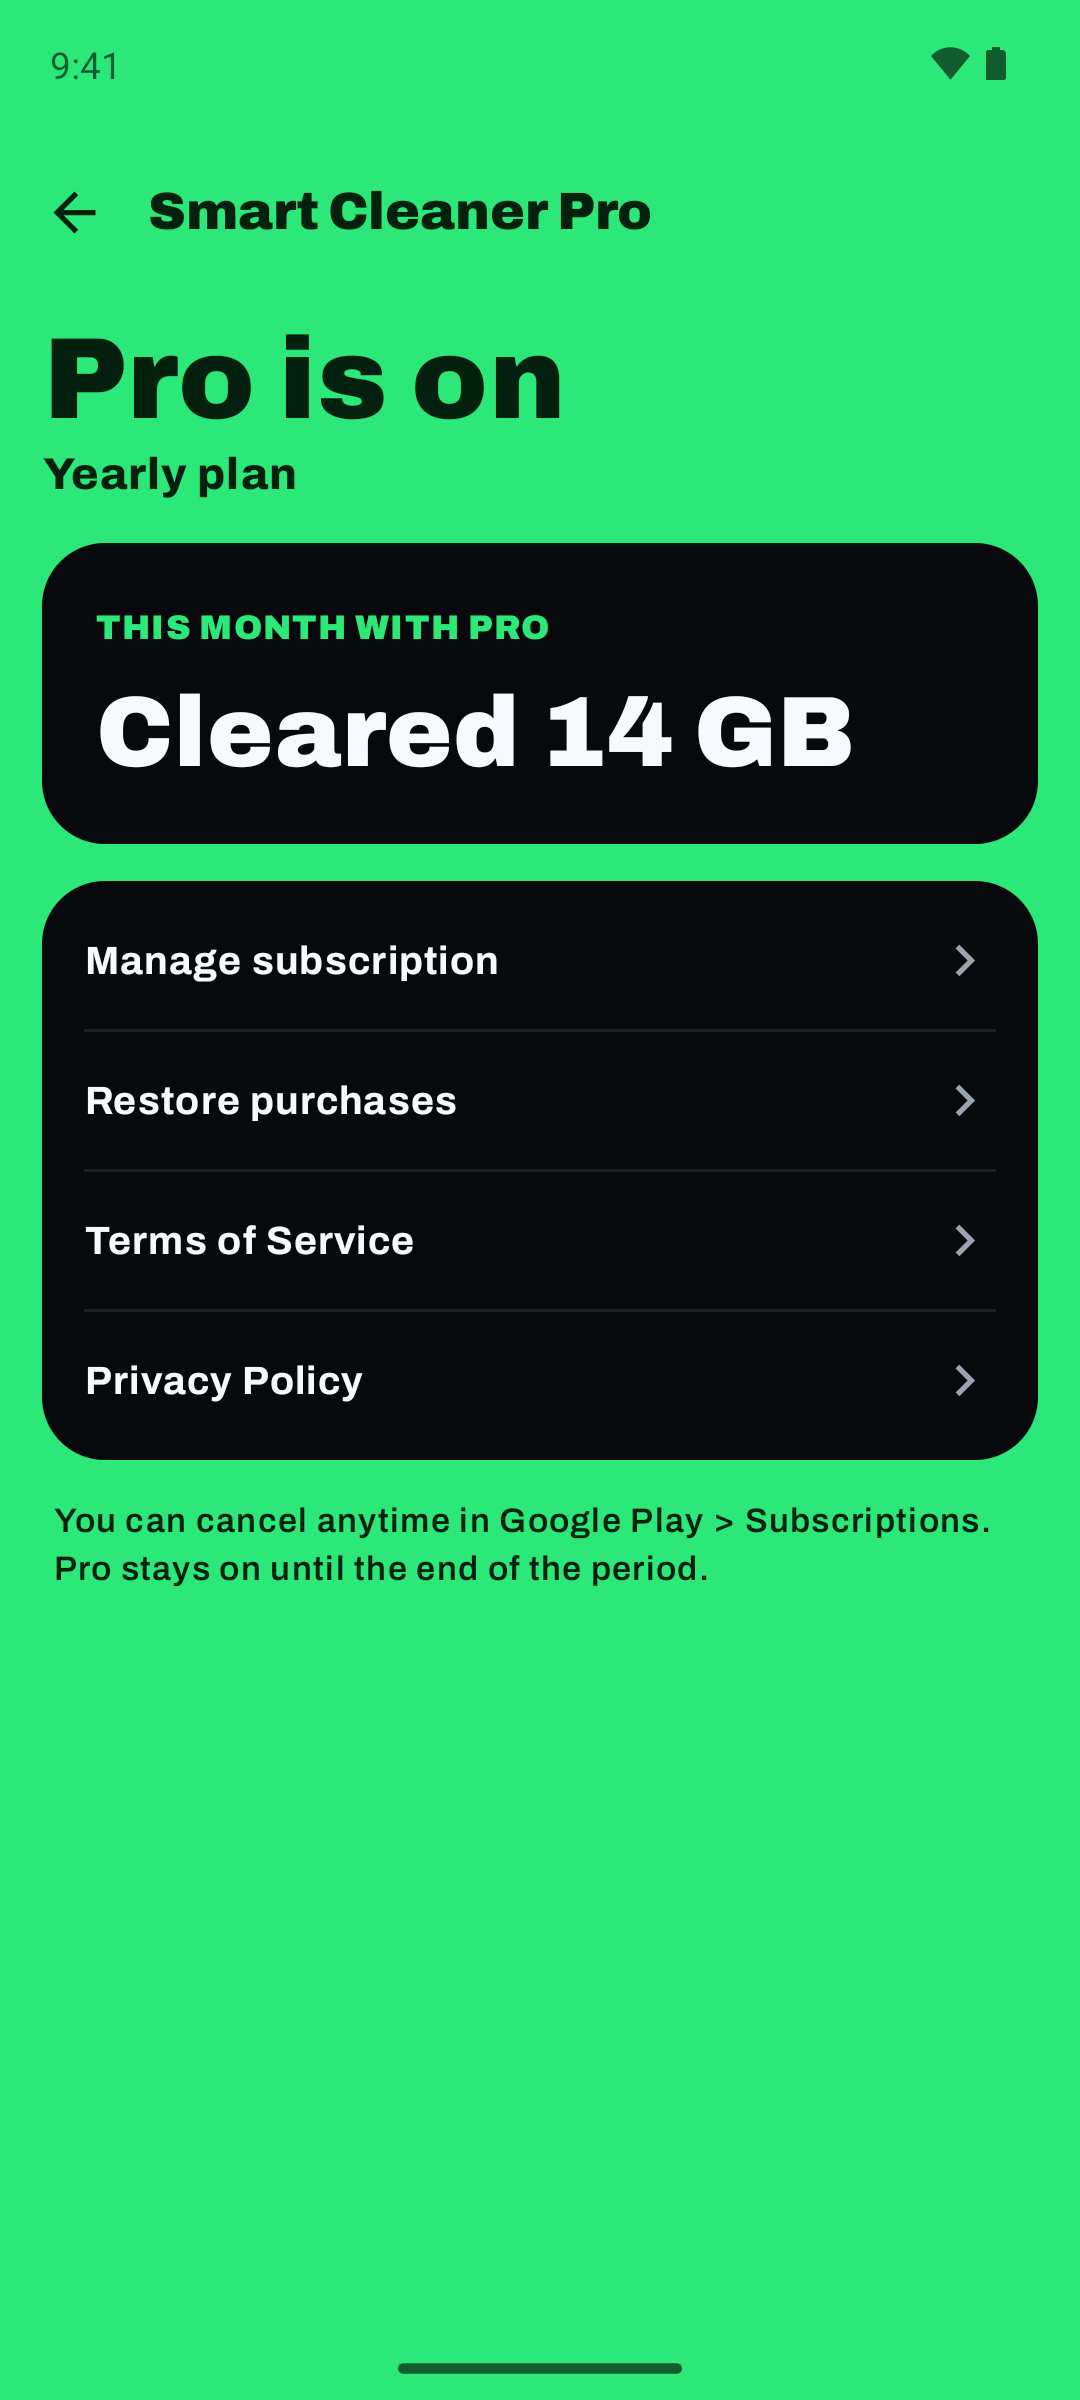 9:41
Smart Cleaner Pro
Pro is on
Yearly plan
THIS MONTH WITH PRO
Cleared 14 GB
Manage subscription
Restore purchases
Terms of Service
Privacy Policy
You can cancel anytime in Google Play > Subscriptions.
Pro stays on until the end of the period.